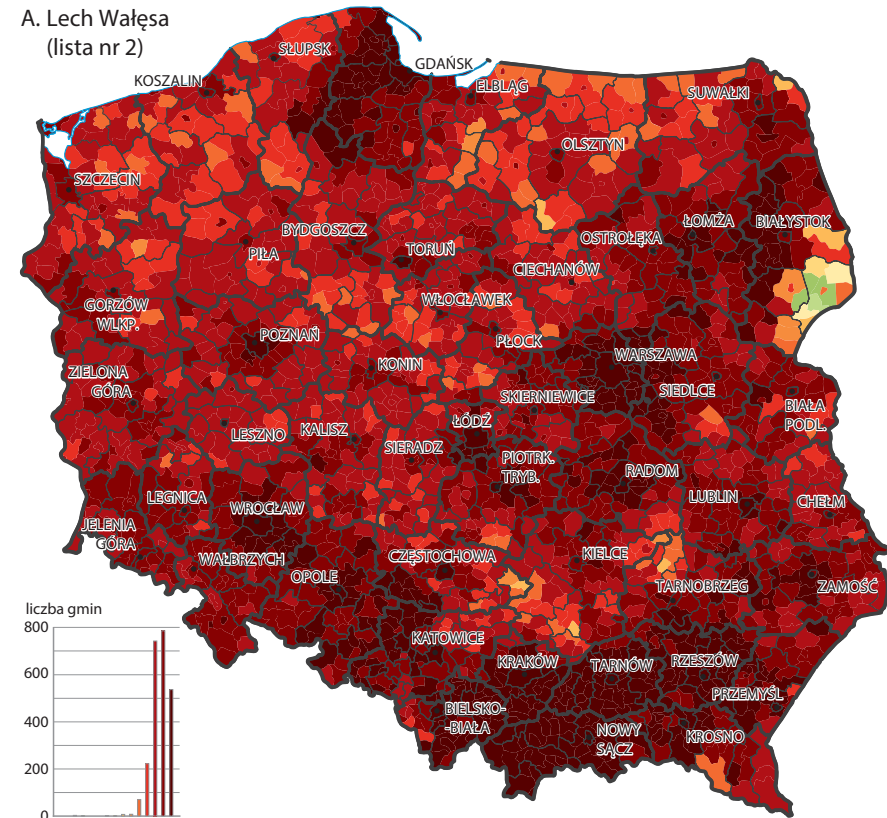 A. Lech Wałęsa
(lista nr 2)
SŁUPSK
GDAŃSK
KOSZALIN
ELBLĄG
SUWAŁKI
OLSZTYN
SZCZECIN
BYDGOSZCZ
TORUŃ
OSTROŁĘKA
ŁOMŻA
BIAŁYSTOK
PIŁA
CIECHANÓW
GORZÓW
WLKP.
WŁOCŁAWEK
POZNAŃ
PŁOCK
KONIN
WARSZAWA
ZIELONA
GÓRA
SKIERNIEWICE
SIEDLCE
BIAŁA
PODL.
LESZNO
KALISZ
ŁÓDŹ
SIERADZ
PIOTRK.
TRYB.
RADOM
LEGNICA
WROCŁAW
LUBLIN
CHEŁM
JELENIA
GÓRA
WAŁBRZYCH
OPOLE
CZĘSTOCHOWA
KIELCE
TARNOBRZEG
ZAMOŚĆ
KATOWICE
KRAKÓW
TARNÓW
RZESZÓW
PRZEMYŚL
BIELSKO-
-BIAŁA
NOWY
SĄCZ
KROSNO
liczba gmin
800
600
400
200
0